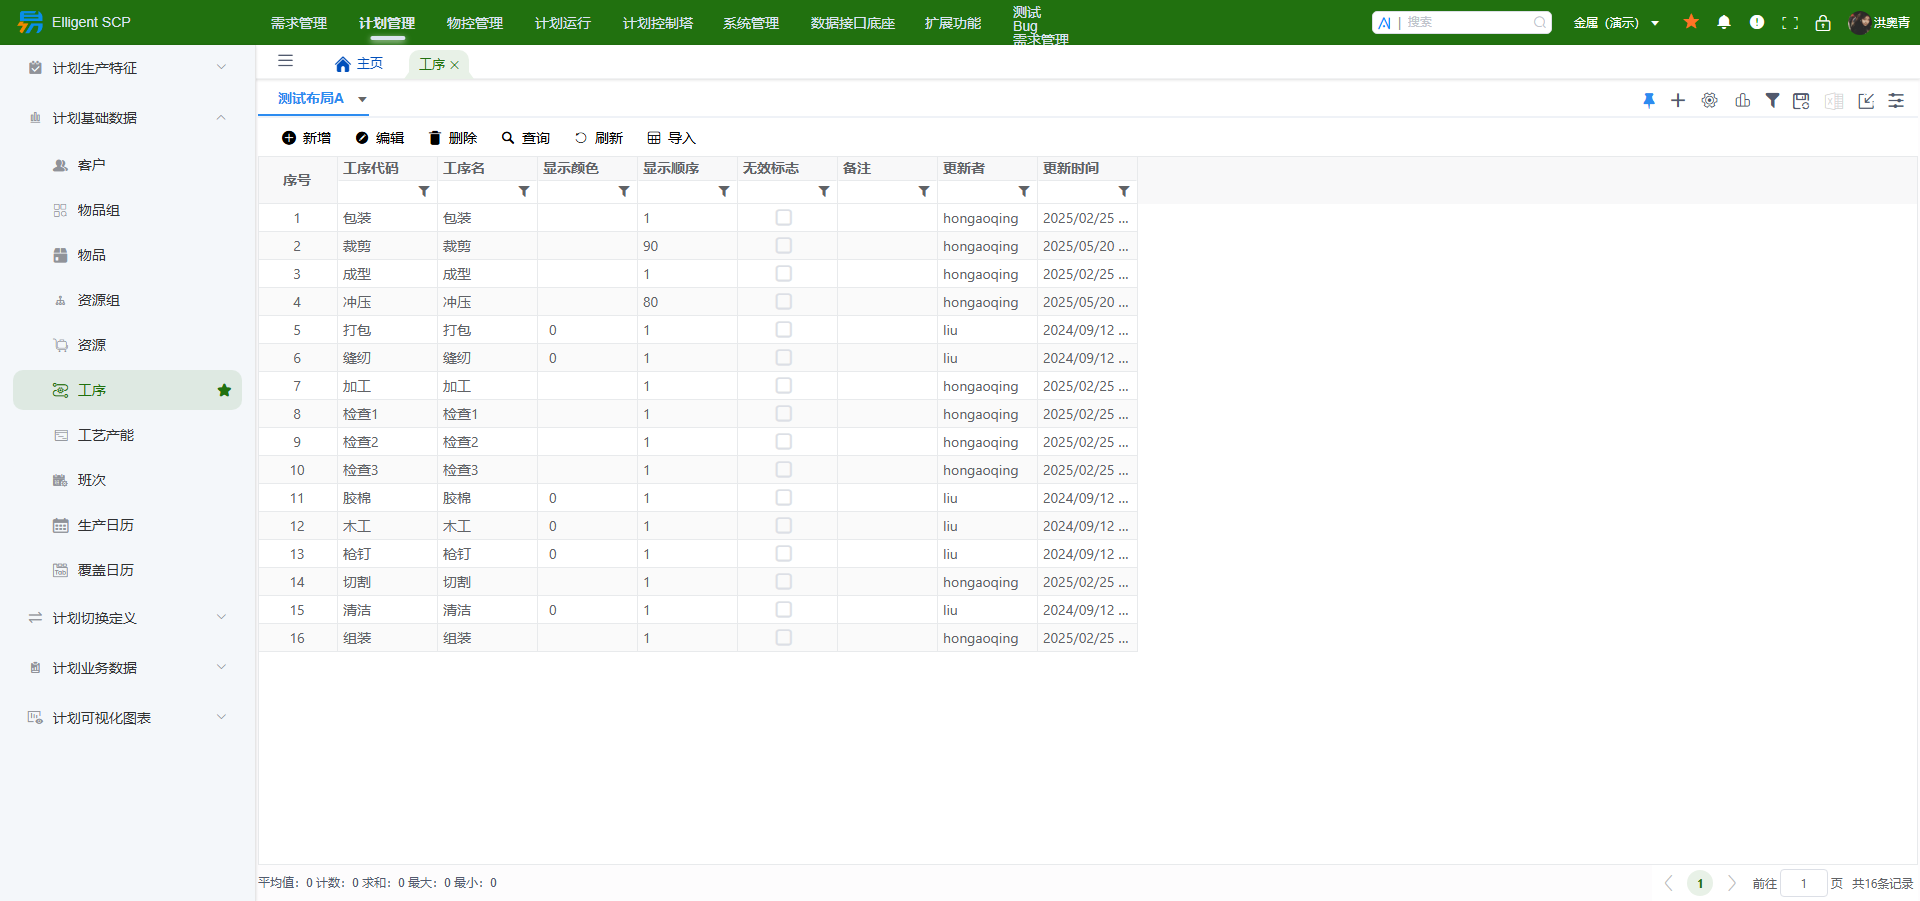 Elligent SCP
需求管理 计划管理 物控管理 计划运行 计划控制塔 系统管理 数据接口底座 扩展功能 测试
Bug
需求管理
搜索
金属 (演示)
洪奥青
计划生产特征
计划基础数据
客户
物品组
物品
资源组
资源
工序
工艺产能
班次
生产日历
覆盖日历
计划切换定义
计划业务数据
计划可视化图表
主页 工序
测试布局A
新增 编辑 删除 查询 刷新 导入
序号 工序代码 工序名 显示颜色 显示顺序 无效标志 备注 更新者 更新时间
1 包装 包装 1 hongaoqing 2025/02/25 ...
2 裁剪 裁剪 90 hongaoqing 2025/05/20 ...
3 成型 成型 1 hongaoqing 2025/02/25 ...
4 冲压 冲压 80 hongaoqing 2025/05/20 ...
5 打包 打包 0 1 liu 2024/09/12 ...
6 缝纫 缝纫 0 1 liu 2024/09/12 ...
7 加工 加工 1 hongaoqing 2025/02/25 ...
8 检查1 检查1 1 hongaoqing 2025/02/25 ...
9 检查2 检查2 1 hongaoqing 2025/02/25 ...
10 检查3 检查3 1 hongaoqing 2025/02/25 ...
11 胶棉 胶棉 0 1 liu 2024/09/12 ...
12 木工 木工 0 1 liu 2024/09/12 ...
13 枪钉 枪钉 0 1 liu 2024/09/12 ...
14 切割 切割 1 hongaoqing 2025/02/25 ...
15 清洁 清洁 0 1 liu 2024/09/12 ...
16 组装 组装 1 hongaoqing 2025/02/25 ...
平均值: 0 计数: 0 求和: 0 最大: 0 最小: 0
1 前往 1 页 共16条记录